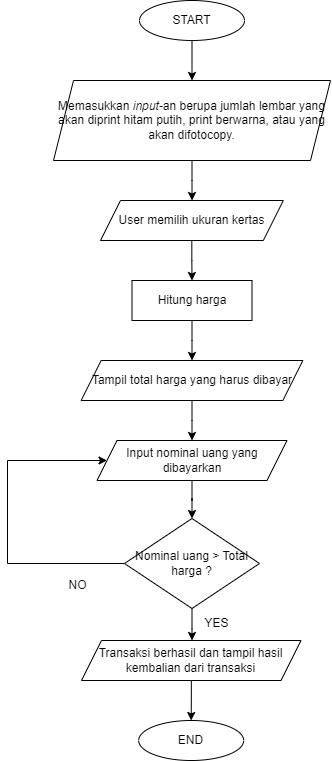 START
Memasukkan input-an berupa jumlah lembar yang
akan diprint hitam putih, print berwarna, atau yang
akan difotocopy.
User memilih ukuran kertas
Hitung harga
Tampil total harga yang harus dibayar
Input nominal uang yang
dibayarkan
Nominal uang > Total
harga ?
NO
YES
Transaksi berhasil dan tampil hasil
kembalian dari transaksi
END